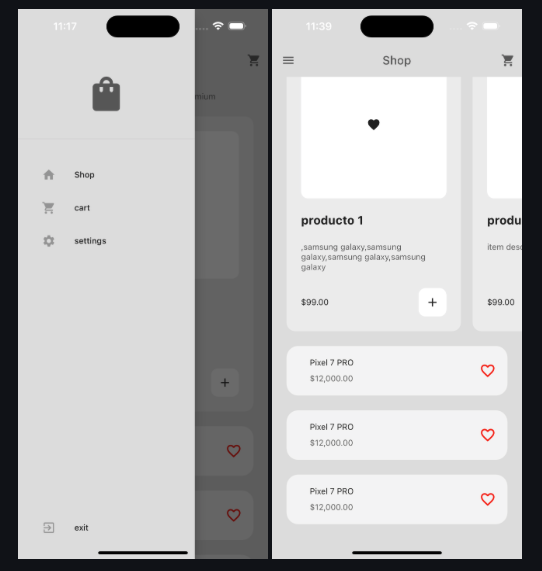 11:17
mium
Shop
cart
settings
exit
11:39
Shop
producto 1
,samsung galaxy,samsung
galaxy,samsung galaxy,samsung
galaxy
$99.00
+
produ
item desc
$99.00
Pixel 7 PRO
$12,000.00
Pixel 7 PRO
$12,000.00
Pixel 7 PRO
$12,000.00